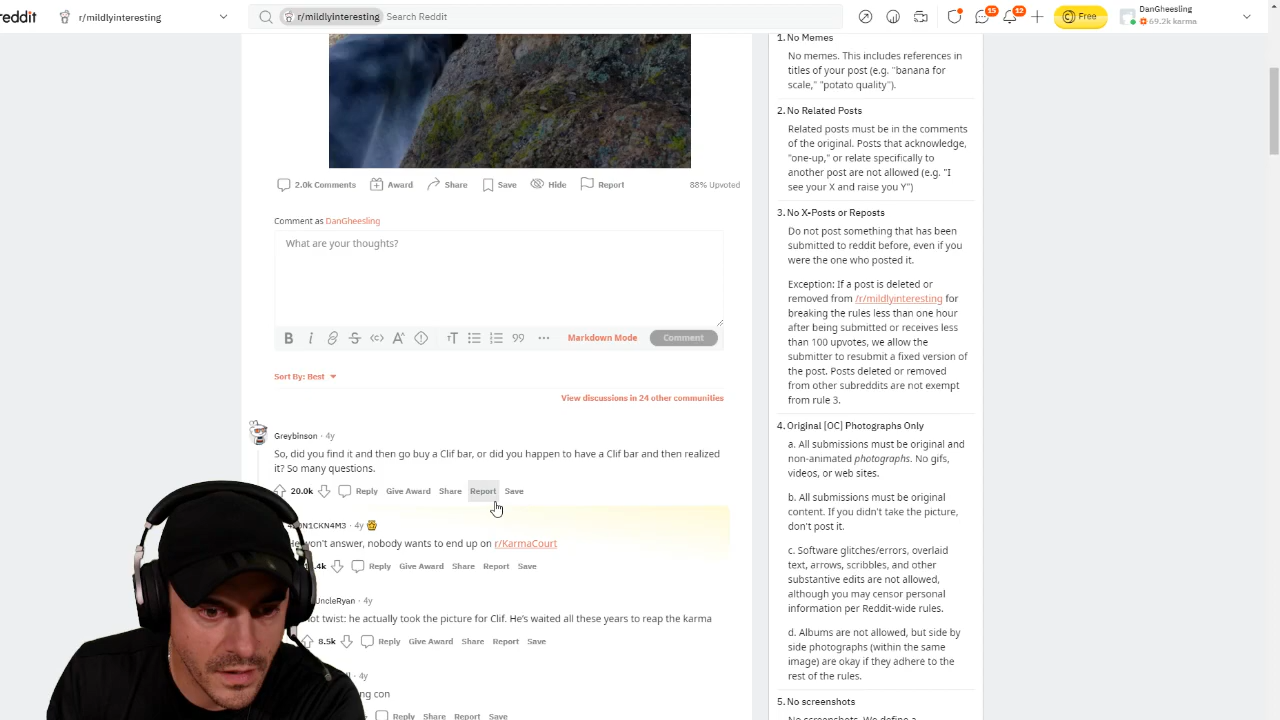 reddit
r/mildlyinteresting
r/mildlyinteresting
Search Reddit
15
12
Free
DanGheesling
69.2k karma
2.0k Comments
Award
Share
Save
Hide
Report
88% Upvoted
Comment as DanGheesling
What are your thoughts?
Markdown Mode
Comment
Sort By: Best
View discussions in 24 other communities
Greybinson · 4y
So, did you find it and then go buy a Clif bar, or did you happen to have a Clif bar and then realized
it? So many questions.
20.0k
Reply
Give Award
Share
Report
Save
· 4y
won't answer, nobody wants to end up on r/KarmaCourt
.4k
Reply
Give Award
Share
Report
Save
UncleRyan · 4y
twist: he actually took the picture for Clif. He's waited all these years to reap the karma
8.5k
Reply
Give Award
Share
Report
Save
· 4y
con
Reply
Share
Report
Save
1. No Memes
No memes. This includes references in
titles of your post (e.g. "banana for
scale," "potato quality").
2. No Related Posts
Related posts must be in the comments
of the original. Posts that acknowledge,
"one-up," or relate specifically to
another post are not allowed (e.g. "I
see your X and raise you Y")
3. No X-Posts or Reposts
Do not post something that has been
submitted to reddit before, even if you
were the one who posted it.
Exception: If a post is deleted or
removed from /r/mildlyinteresting for
breaking the rules less than one hour
after being submitted or receives less
than 100 upvotes, we allow the
submitter to resubmit a fixed version of
the post. Posts deleted or removed
from other subreddits are not exempt
from rule 3.
4. Original [OC] Photographs Only
a. All submissions must be original and
non-animated photographs. No gifs,
videos, or web sites.
b. All submissions must be original
content. If you didn't take the picture,
don't post it.
c. Software glitches/errors, overlaid
text, arrows, scribbles, and other
substantive edits are not allowed,
although you may censor personal
information per Reddit-wide rules.
d. Albums are not allowed, but side by
side photographs (within the same
image) are okay if they adhere to the
rest of the rules.
5. No screenshots
No screenshots. We define a